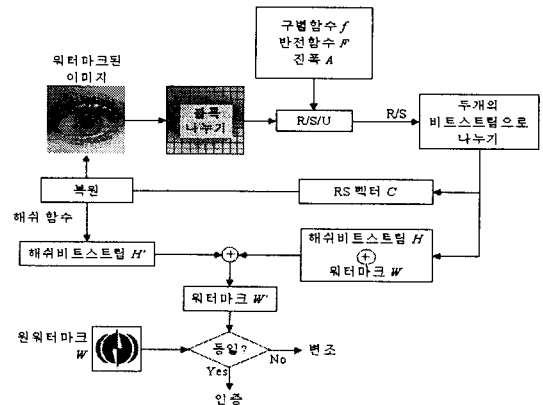 구별함수 f
반전함수 F
진폭 A
워터마크된
이미지
블록
나누기
R/S/U
R/S
두개의
비트스트림으로
나누기
복원
RS 벡터 C
해쉬 함수
해쉬비트스트림 H'
해쉬비트스트림 H
워터마크 W
워터마크 W'
원워터마크
W
동일?
No
변조
Yes
인증